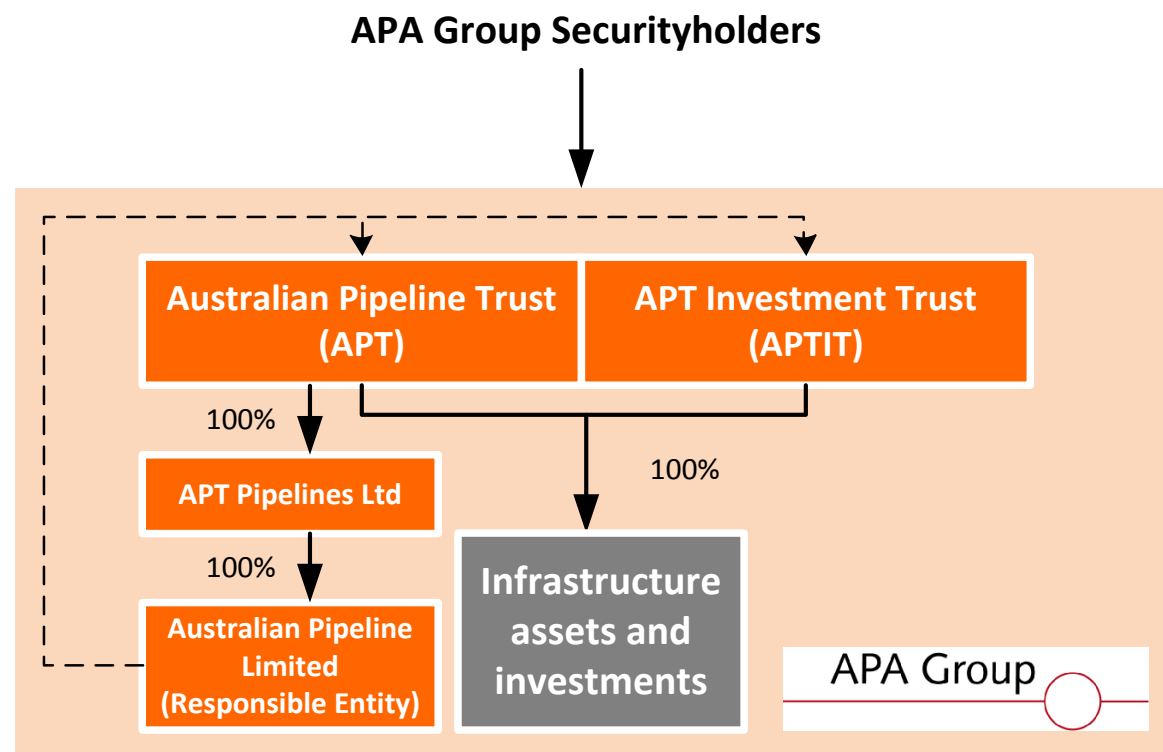 APA Group Securityholders
Australian Pipeline Trust
(APT)
APT Investment Trust
(APTIT)
100%
100%
APT Pipelines Ltd
100%
Infrastructure
assets and
investments
Australian Pipeline
Limited
(Responsible Entity)
APA Group